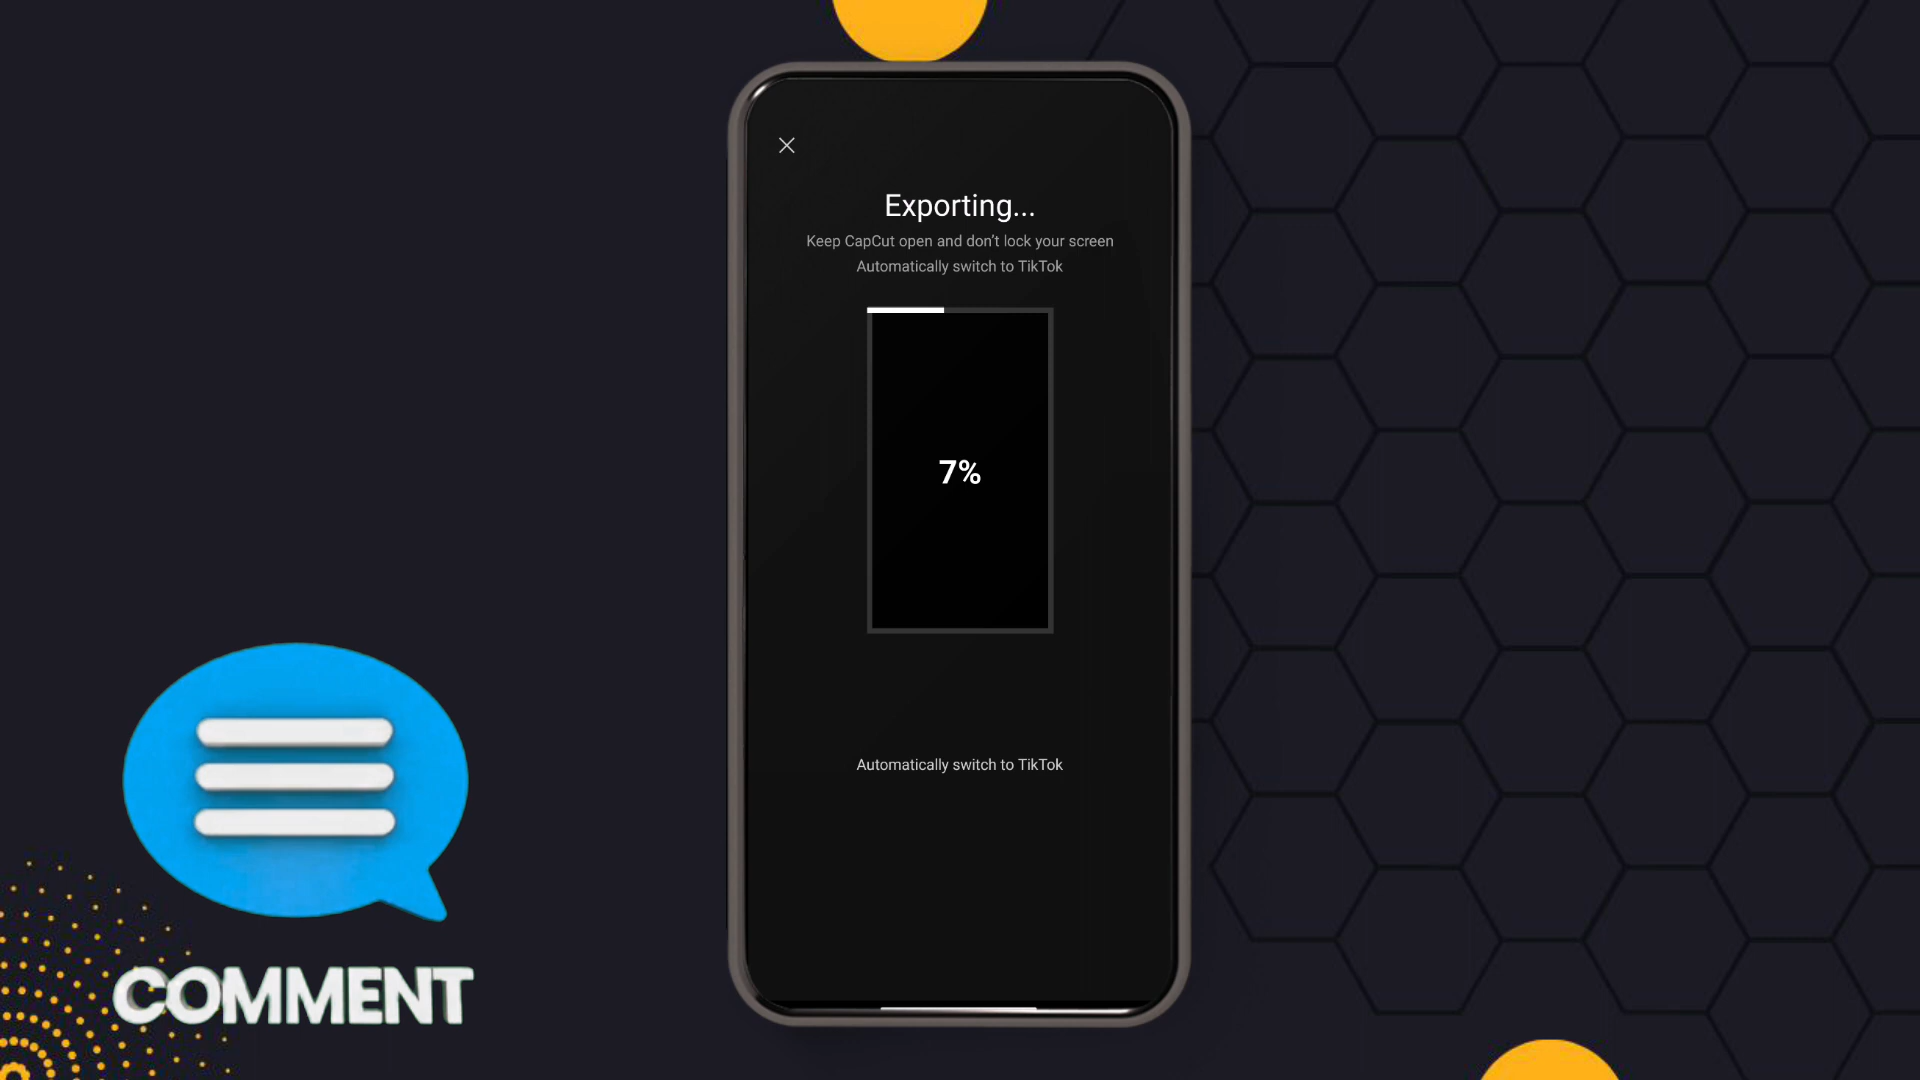 Exporting...
Keep CapCut open and don't lock your screen
Automatically switch to TikTok
7%
Automatically switch to TikTok
COMMENT